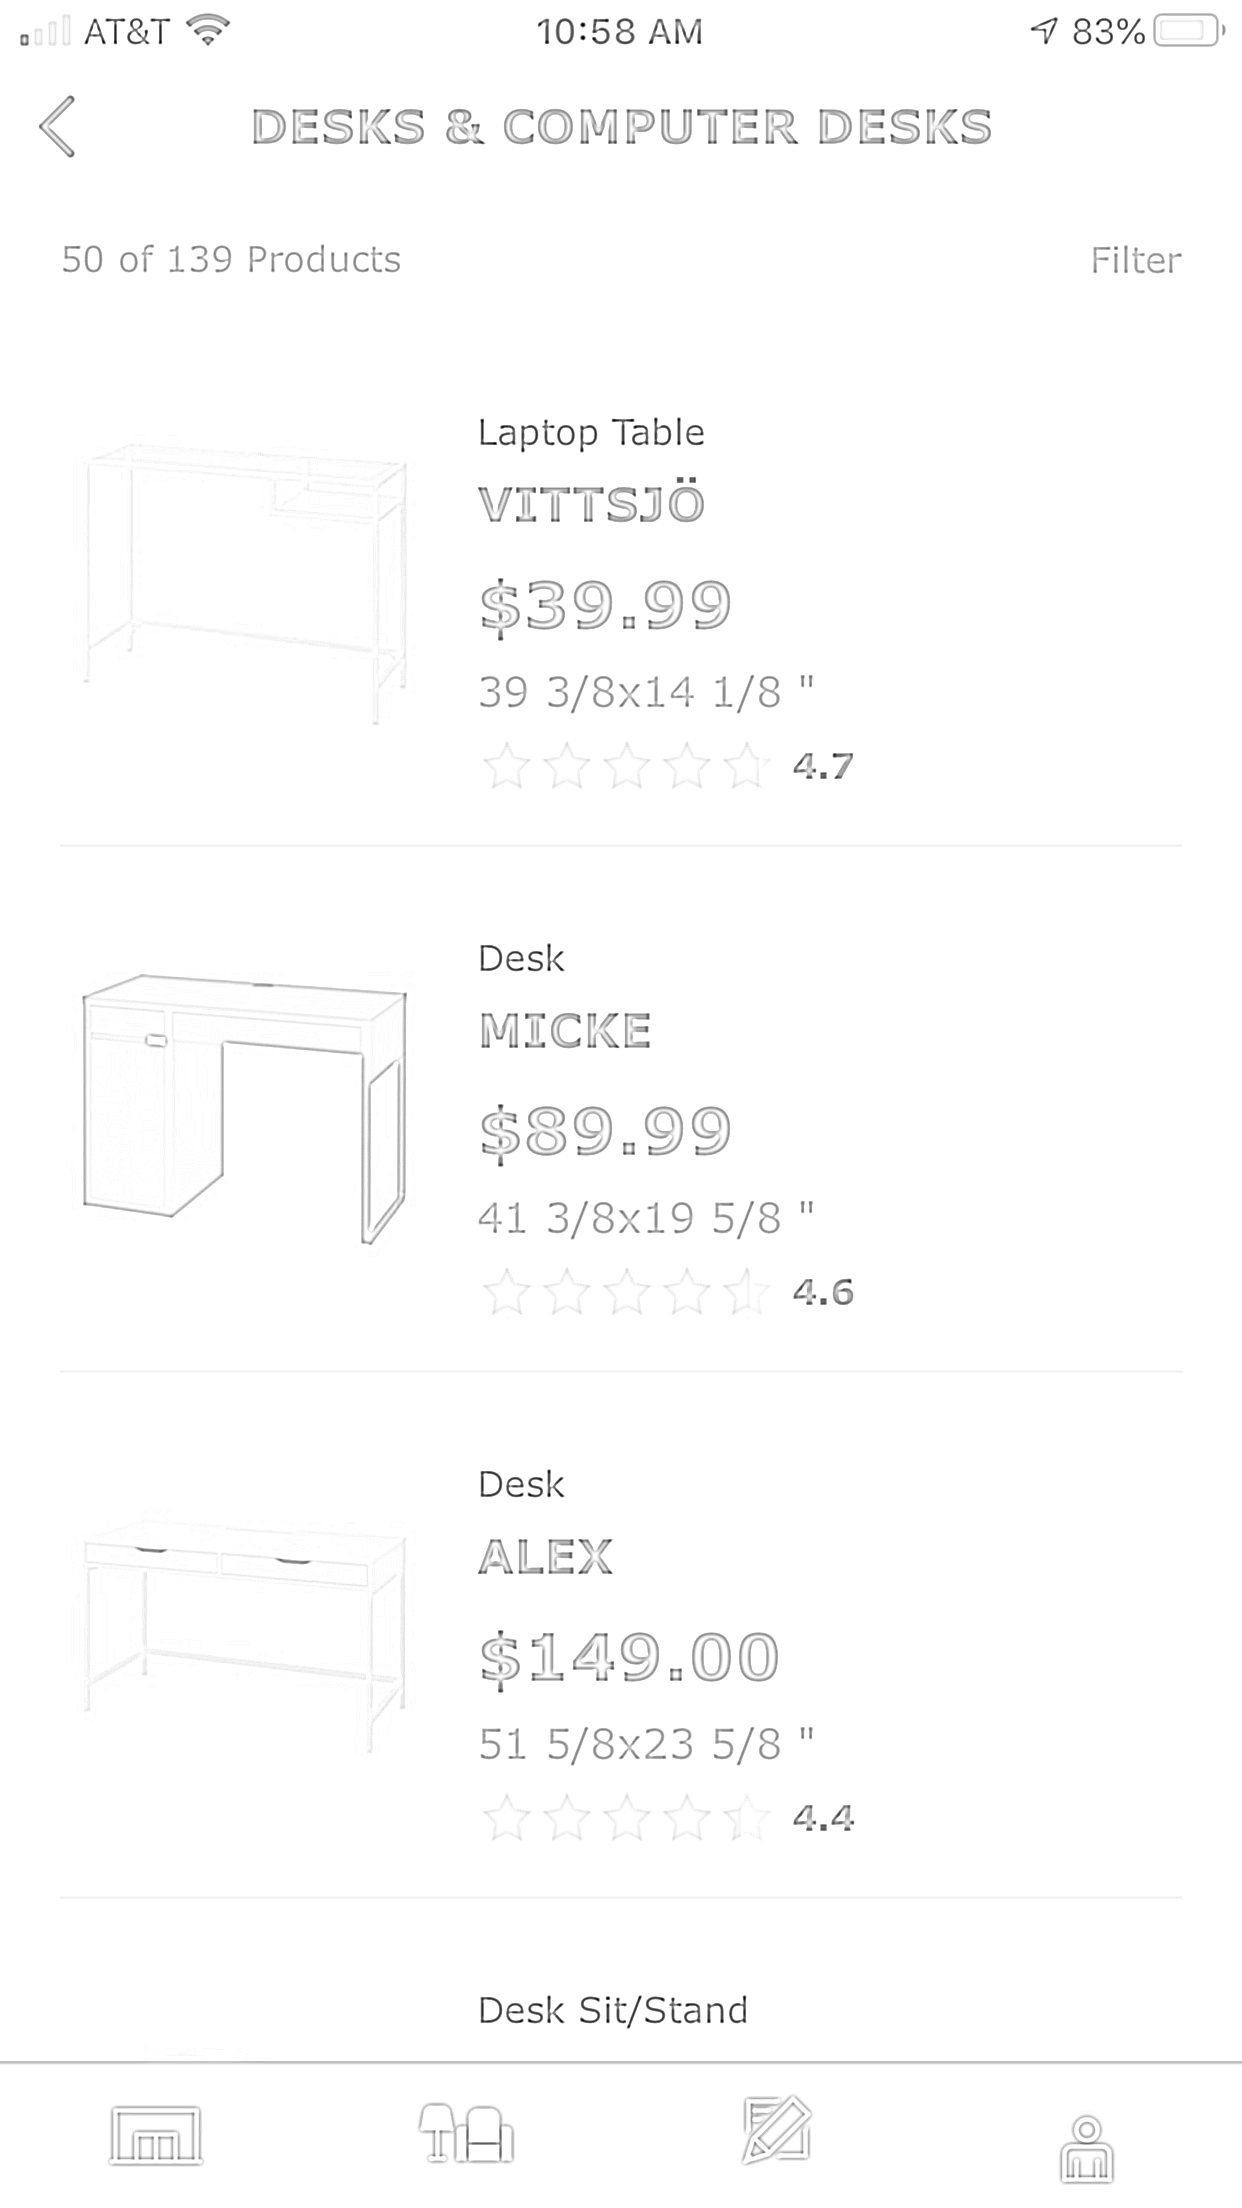 AT&T 10:58 AM 83%
DESKS & COMPUTER DESKS
50 of 139 Products Filter
Laptop Table
VITTSJÖ
$39.99
39 3/8x14 1/8 "
4.7
Desk
MICKE
$89.99
41 3/8x19 5/8 "
4.6
Desk
ALEX
$149.00
51 5/8x23 5/8 "
4.4
Desk Sit/Stand